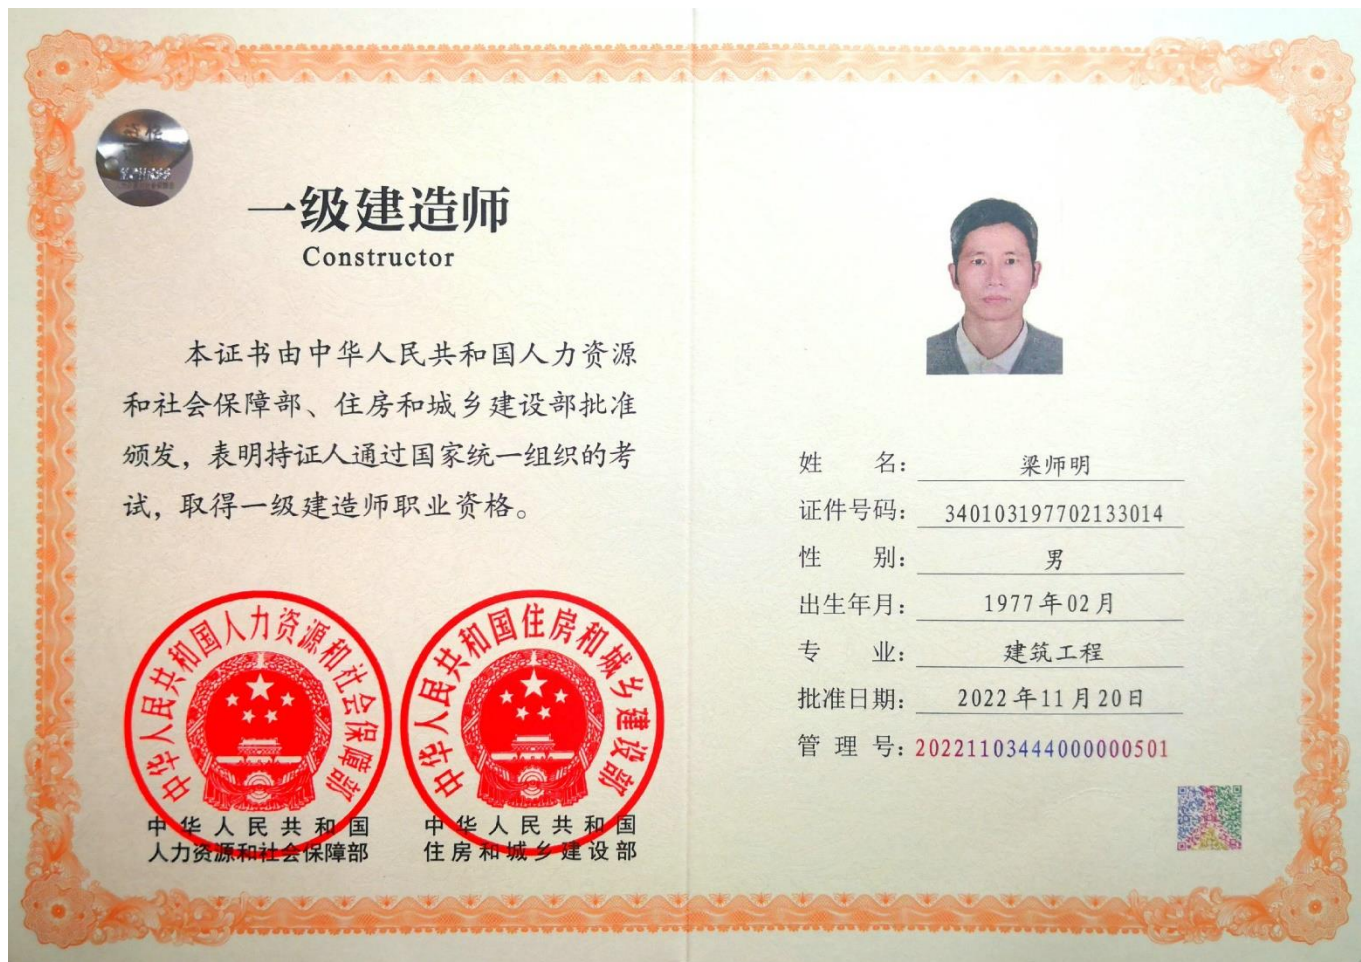 一级建造师
Constructor
本证书由中华人民共和国人力资源
和社会保障部、住房和城乡建设部批准
颁发，表明持证人通过国家统一组织的考
试，取得一级建造师职业资格。
中华人民共和国人力资源和社会保障部
中华人民共和国住房和城乡建设部
中华人民共和国
人力资源和社会保障部
中华人民共和国
住房和城乡建设部
姓 名：梁师明
证件号码：340103197702133014
性 别：男
出生年月：1977年02月
专 业：建筑工程
批准日期：2022年11月20日
管 理 号：20221103444000000501